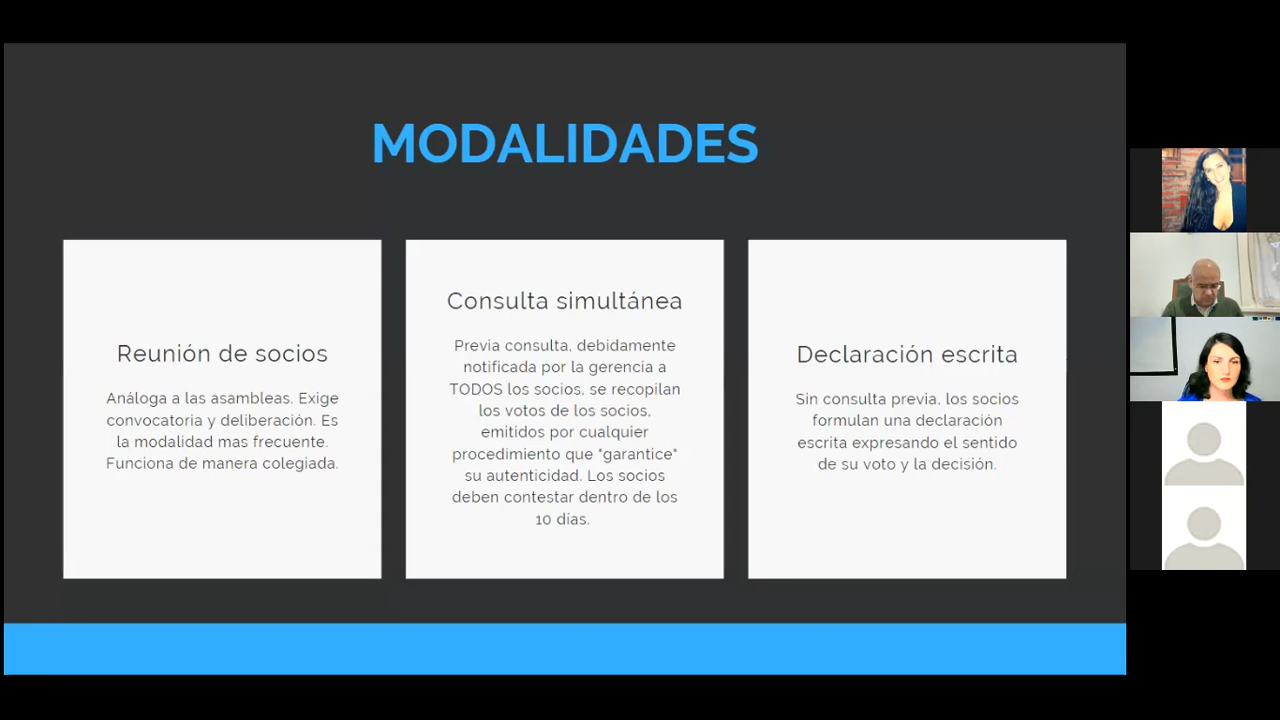 MODALIDADES
Reunión de socios
Análoga a las asambleas. Exige
convocatoria y deliberación. Es
la modalidad mas frecuente.
Funciona de manera colegiada.
Consulta simultánea
Previa consulta, debidamente
notificada por la gerencia a
TODOS los socios, se recopilan
los votos de los socios,
emitidos por cualquier
procedimiento que "garantice"
su autenticidad. Los socios
deben contestar dentro de los
10 días.
Declaración escrita
Sin consulta previa, los socios
formulan una declaración
escrita expresando el sentido
de su voto y la decisión.